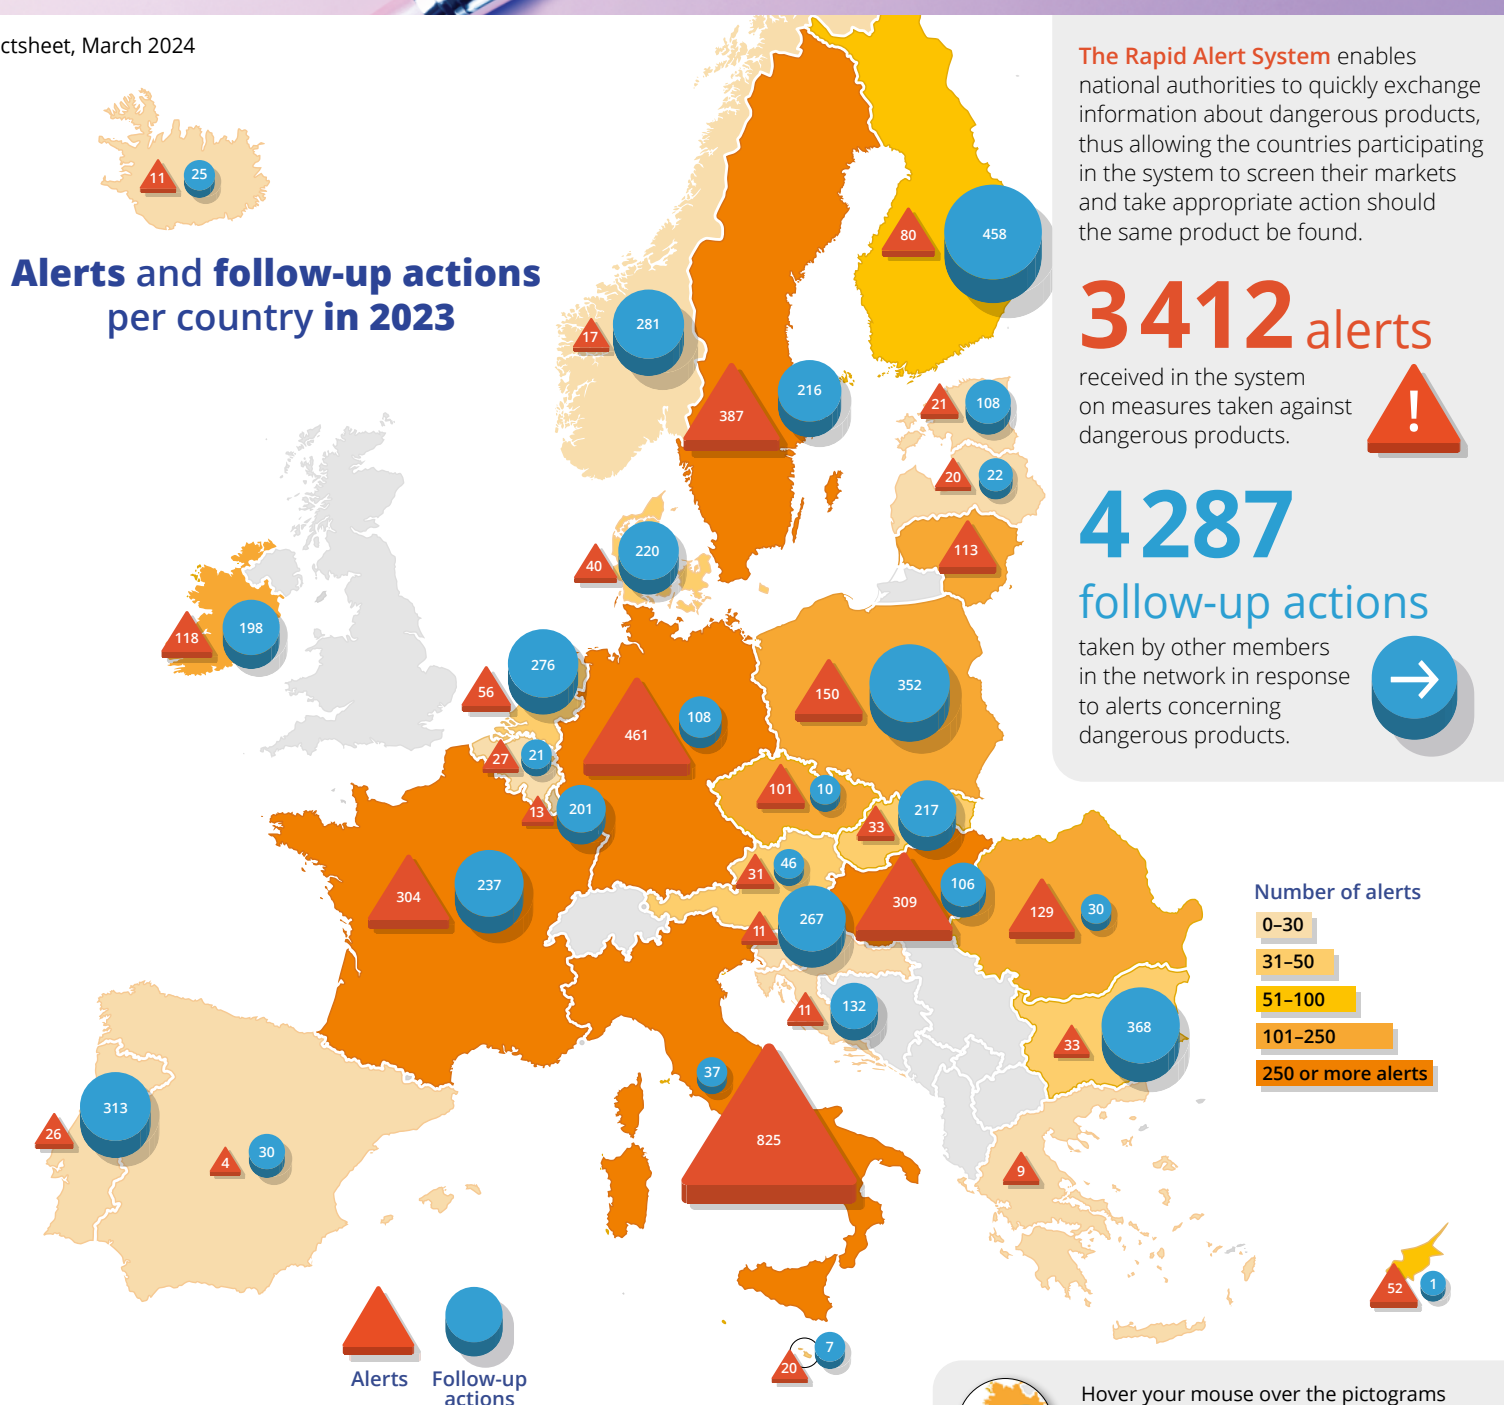 ctsheet, March 2024
Alerts and follow-up actions
per country in 2023
The Rapid Alert System enables
national authorities to quickly exchange
information about dangerous products,
thus allowing the countries participating
in the system to screen their markets
and take appropriate action should
the same product be found.
3 412 alerts
received in the system
on measures taken against
dangerous products.
!
4 287
follow-up actions
taken by other members
in the network in response
to alerts concerning
dangerous products.
11 25
80 458
17 281
387 216
21 108
20 22
113
40 220
118 198
56 276
461 108
150 352
27 21
13 201
101 10
33 217
31 46
304 237
309 106
129 30
11 267
11 132
33 368
37
825
26 313
4 30
9
52 1
20 7
Number of alerts
0–30
31–50
51–100
101–250
250 or more alerts
Alerts
Follow-up
actions
Hover your mouse over the pictograms